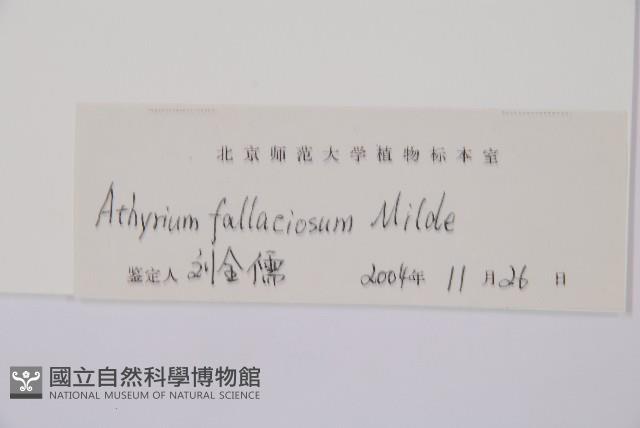 北京师范大学植物标本室
Athyrium fallaciosum Milde
鉴定人 刘全儒 2004年 11月26日
國立自然科學博物館
NATIONAL MUSEUM OF NATURAL SCIENCE